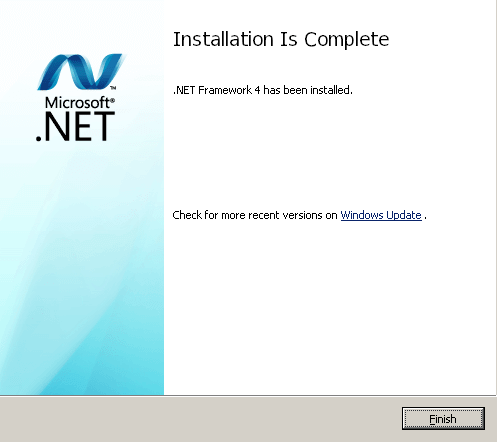 Installation Is Complete
™
Microsoft®
.NET
.NET Framework 4 has been installed.
Check for more recent versions on Windows Update .
Finish